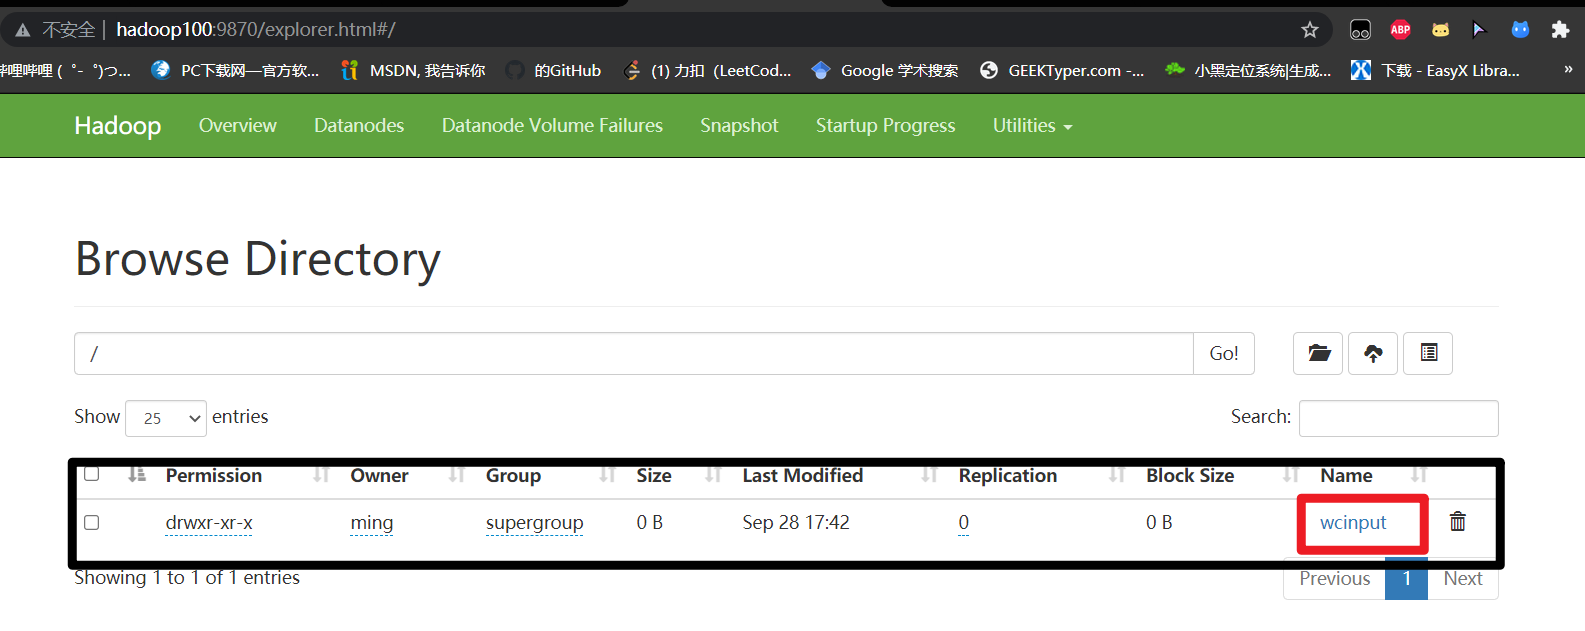 不安全 | hadoop100:9870/explorer.html#/
ABP
哔哩哔哩 ( ゜- ゜)つ... PC下载网—官方软... MSDN, 我告诉你 的GitHub (1) 力扣（LeetCod... Google 学术搜索 GEEKTyper.com -... 小黑定位系统|生成... 下载 - EasyX Libra... »
Hadoop Overview Datanodes Datanode Volume Failures Snapshot Startup Progress Utilities
Browse Directory
/ Go!
Show 25 entries Search:
Permission Owner Group Size Last Modified Replication Block Size Name
drwxr-xr-x ming supergroup 0 B Sep 28 17:42 0 0 B wcinput
Showing 1 to 1 of 1 entries Previous 1 Next